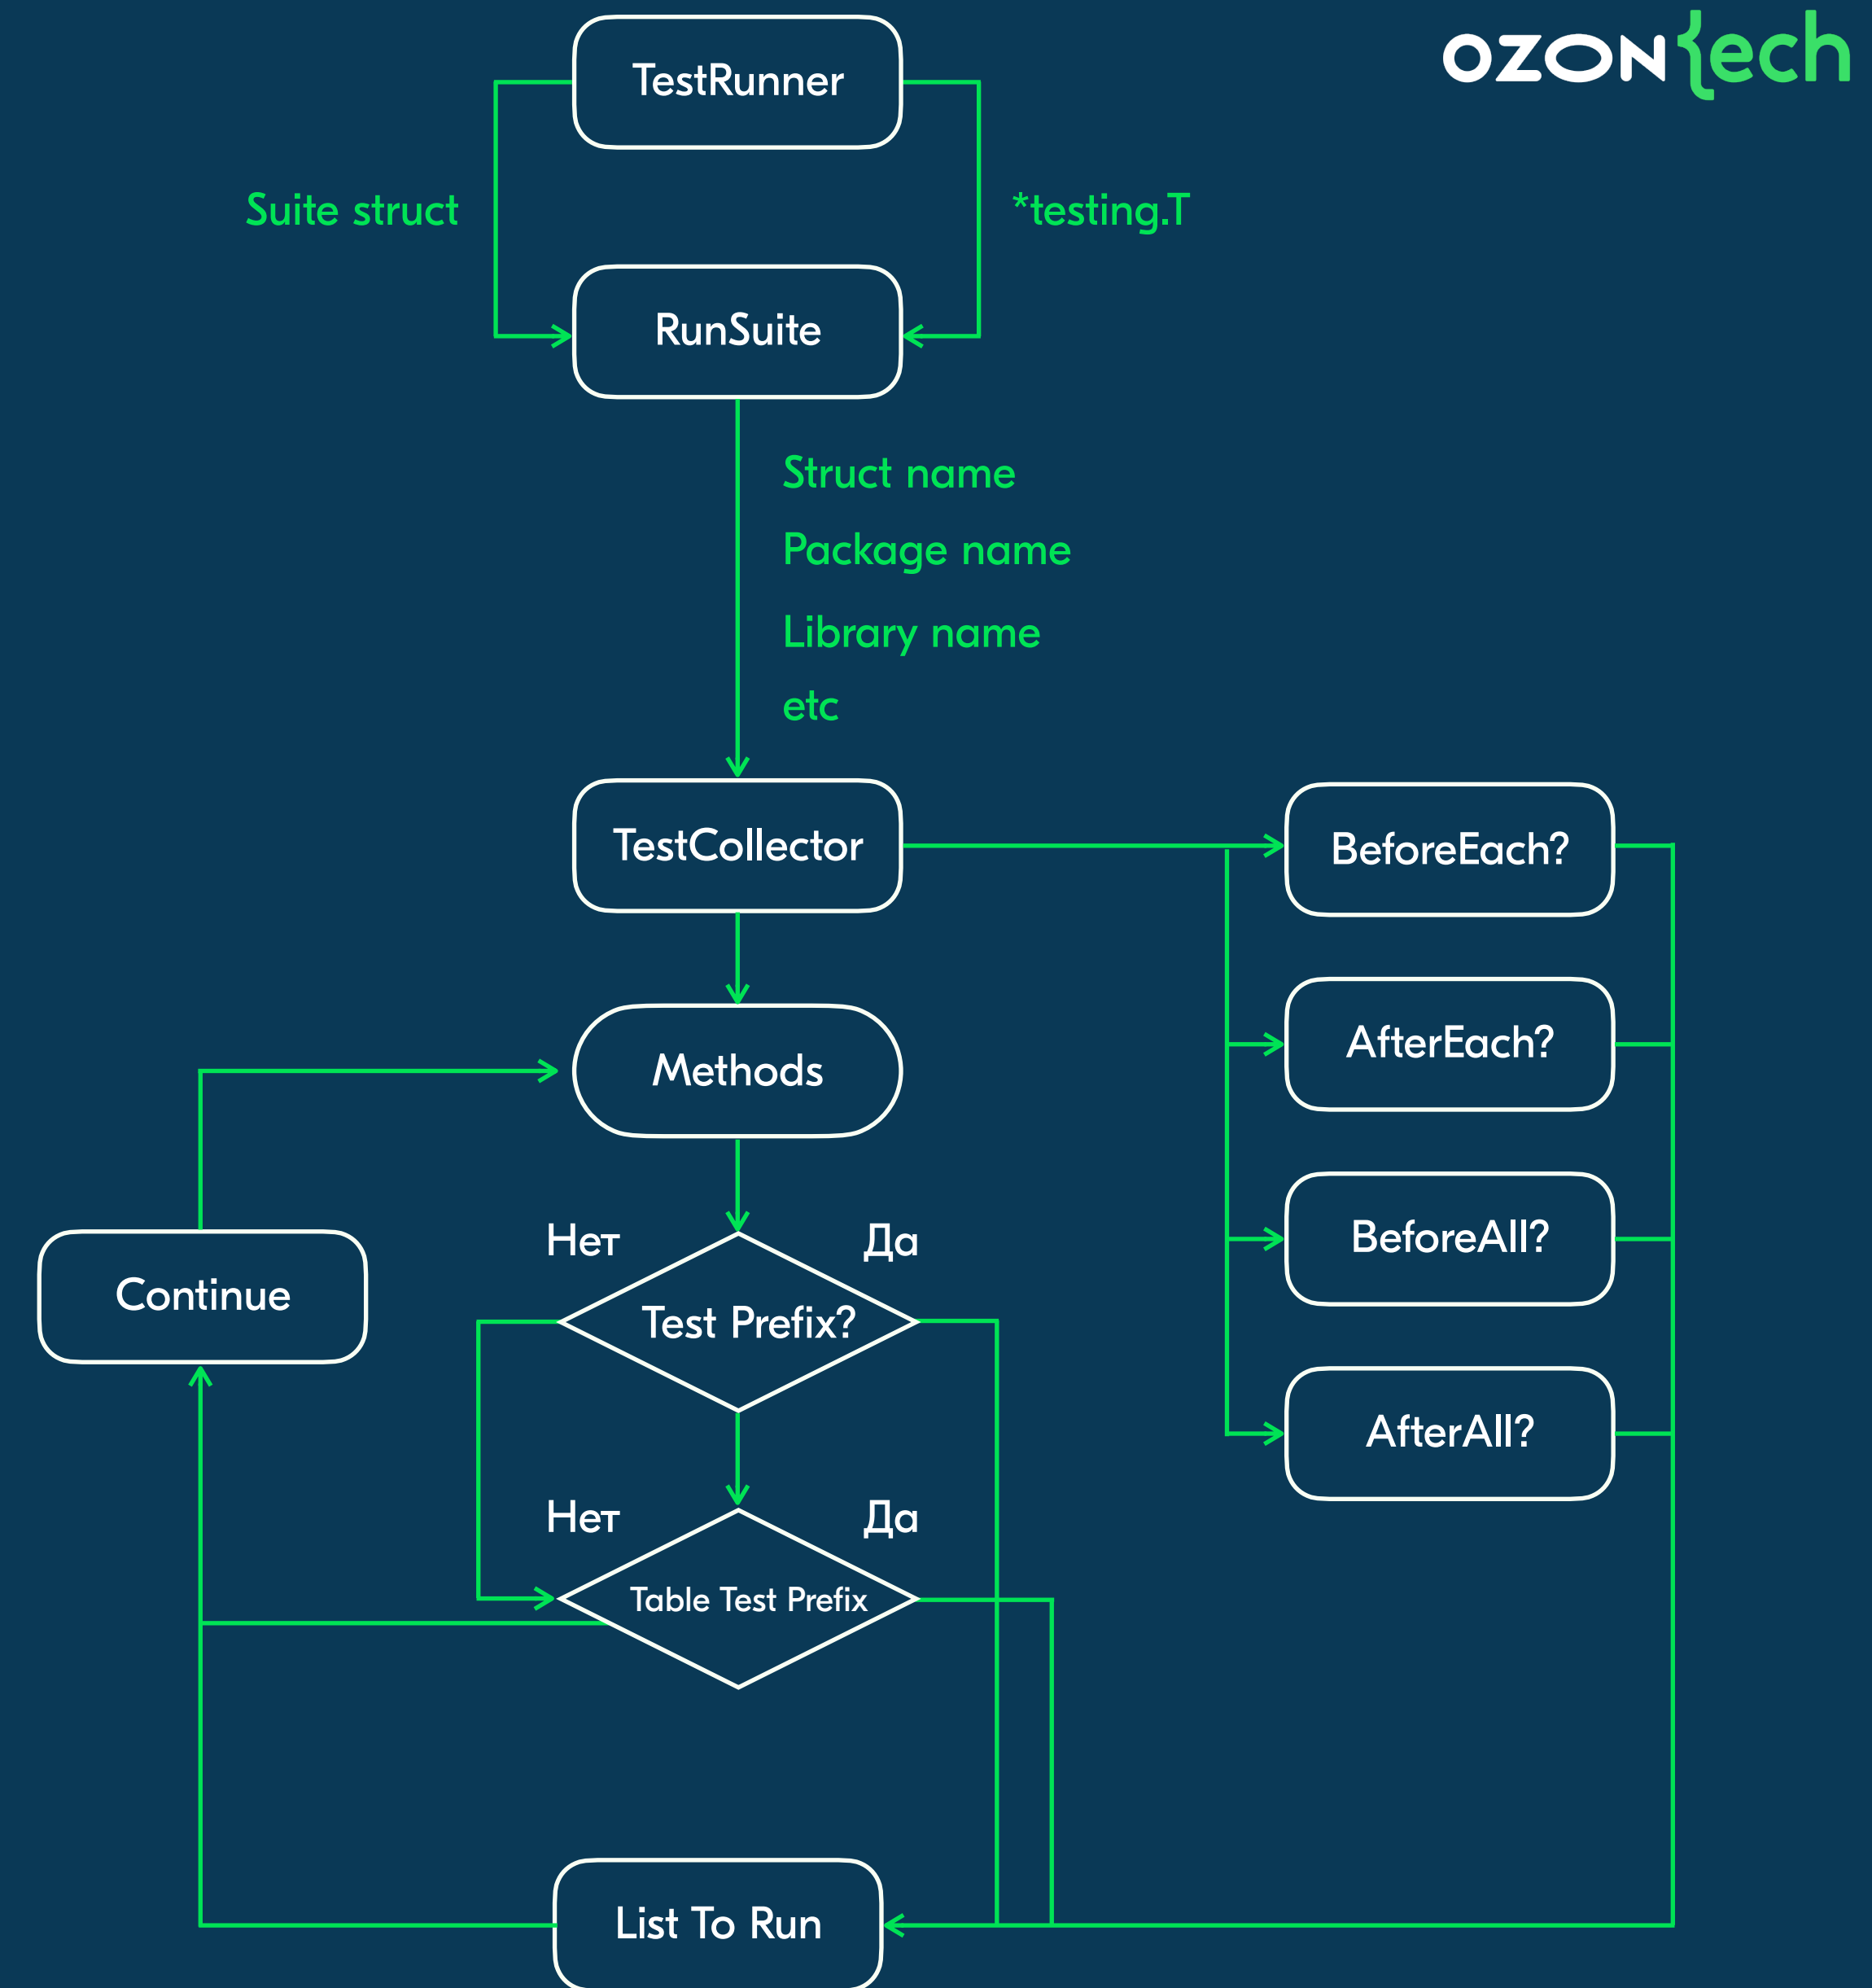 TestRunner
ozon{ech
Suite struct
*testing.T
RunSuite
Struct name
Package name
Library name
etc
TestCollector
BeforeEach?
AfterEach?
BeforeAll?
AfterAll?
Methods
Continue
Нет
Да
Test Prefix?
Нет
Да
Table Test Prefix
List To Run